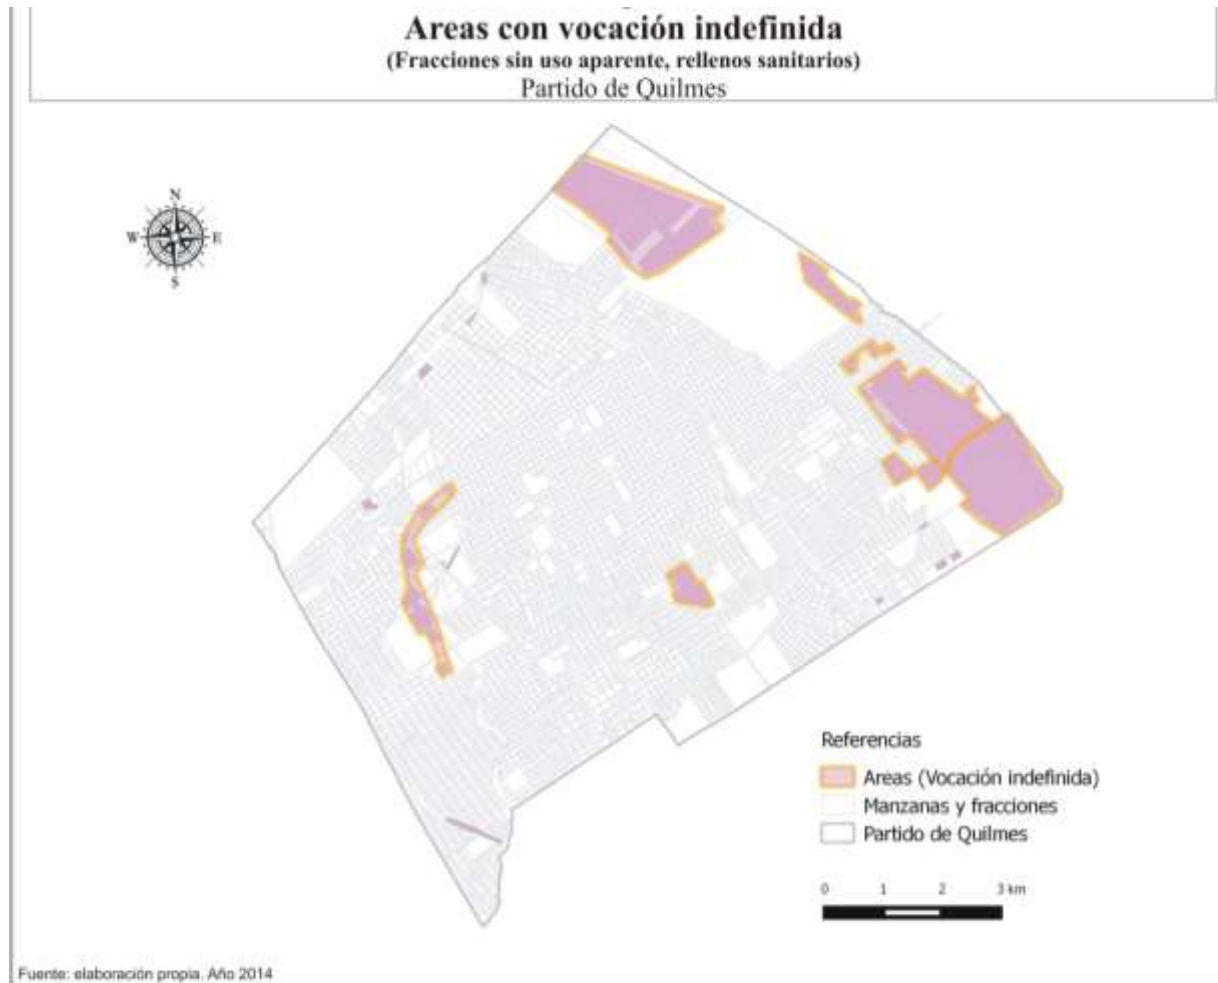 Areas con vocación indefinida
(Fracciones sin uso aparente, rellenos sanitarios)
Partido de Quilmes
N
W E
S
Referencias
Areas (Vocación indefinida)
Manzanas y fracciones
Partido de Quilmes
0 1 2 3 km
Fuente: elaboración propia. Año 2014